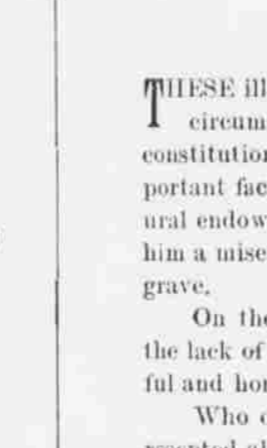 THESE ill
circum
constitution
portant fac
ural endow
him a mise
grave.
On the
the lack of
ful and hor
Who